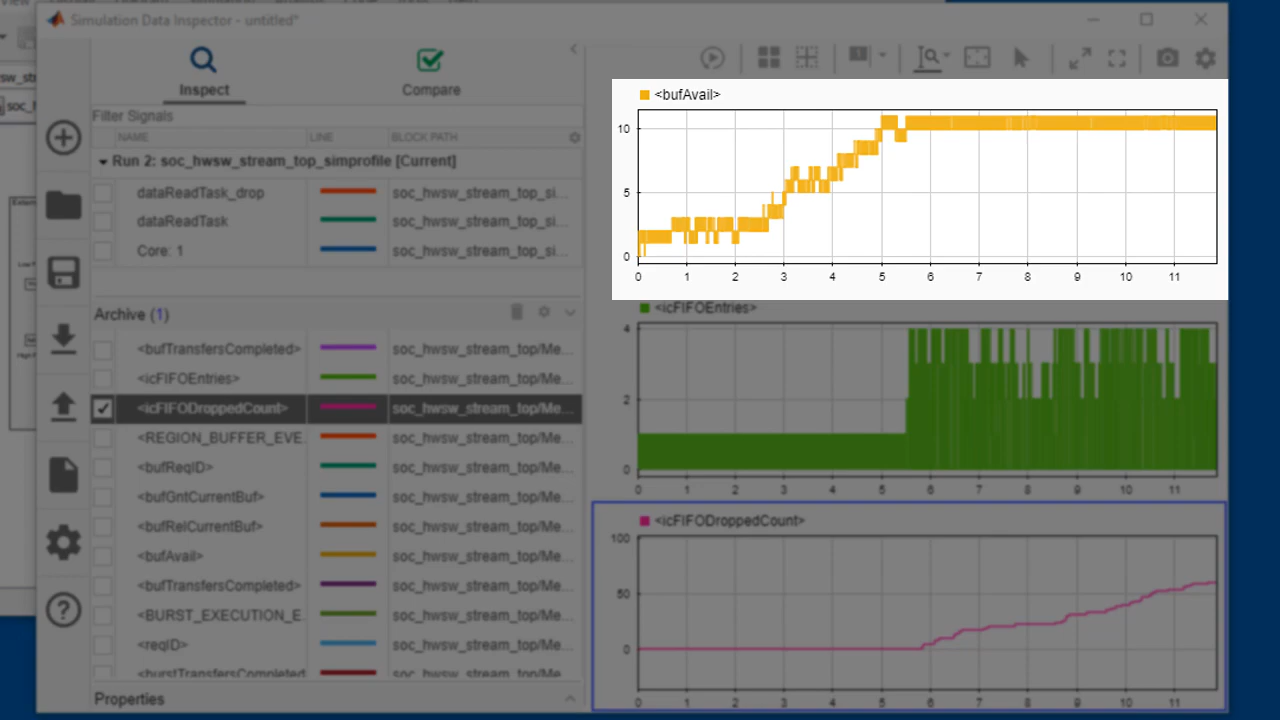 Simulation Data Inspector - untitled*
Inspect
Compare
Filter Signals
NAME LINE BLOCK PATH
Run 2: soc_hwsw_stream_top_simprofile [Current]
dataReadTask_drop soc_hwsw_stream_top_si...
dataReadTask soc_hwsw_stream_top_si...
Core: 1 soc_hwsw_stream_top_si...
Archive (1)
<bufTransfersCompleted> soc_hwsw_stream_top/Me...
<icFIFOEntries> soc_hwsw_stream_top/Me...
<icFIFODroppedCount> soc_hwsw_stream_top/Me...
<REGION_BUFFER_EVE... soc_hwsw_stream_top/Me...
<bufReqID> soc_hwsw_stream_top/Me...
<bufGntCurrentBuf> soc_hwsw_stream_top/Me...
<bufRelCurrentBuf> soc_hwsw_stream_top/Me...
<bufAvail> soc_hwsw_stream_top/Me...
<bufTransfersCompleted> soc_hwsw_stream_top/Me...
<BURST_EXECUTION_E... soc_hwsw_stream_top/Me...
<reqID> soc_hwsw_stream_top/Me...
<burstTransfersCompleted soc_hwsw_stream_top/Me...
Properties
<bufAvail>
10
5
0
0 1 2 3 4 5 6 7 8 9 10 11
<icFIFOEntries>
4
2
0
0 1 2 3 4 5 6 7 8 9 10 11
<icFIFODroppedCount>
100
50
0
0 1 2 3 4 5 6 7 8 9 10 11